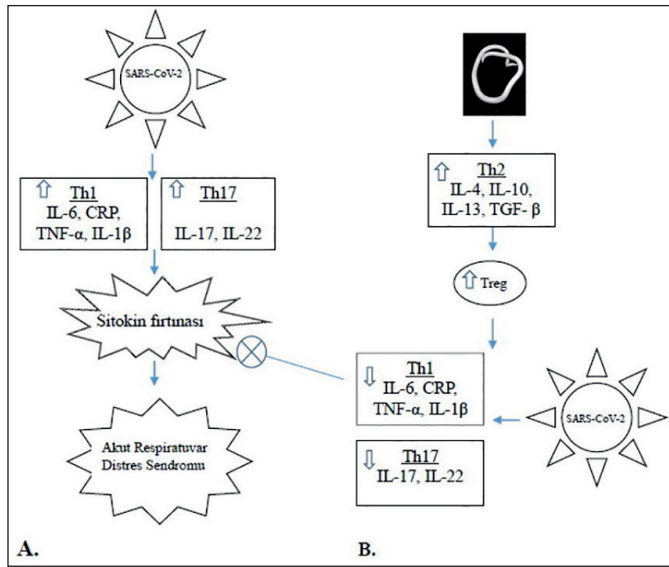 SARS-CoV-2
Th1
IL-6, CRP,
TNF-α, IL-1β
Th17
IL-17, IL-22
Sitokin fırtınası
Akut Respiratuvar
Distres Sendromu
A.
Th2
IL-4, IL-10,
IL-13, TGF- β
Treg
Th1
IL-6, CRP,
TNF-α, IL-1β
SARS-CoV-2
Th17
IL-17, IL-22
B.